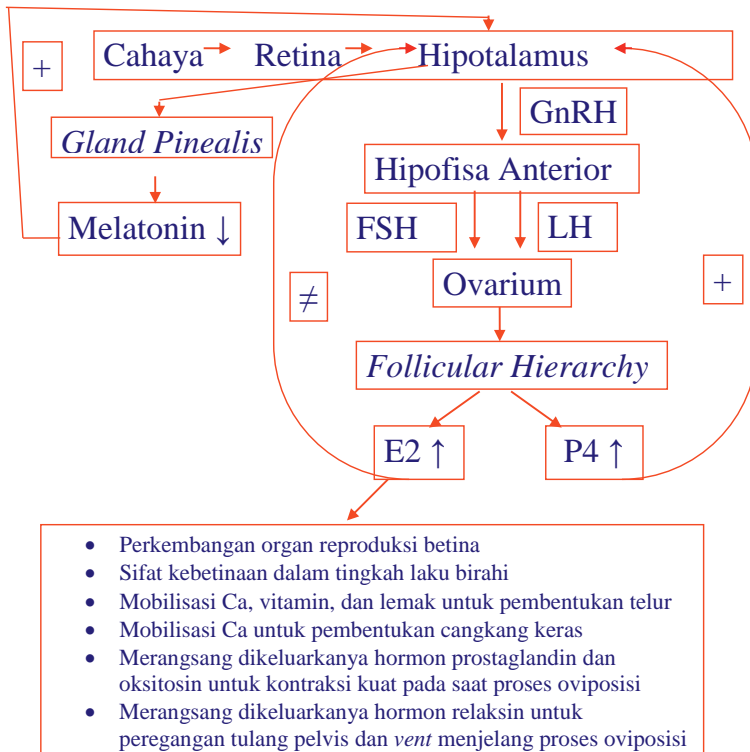 Cahaya Retina Hipotalamus
+
GnRH
Gland Pinealis
Hipofisa Anterior
Melatonin ↓
FSH
LH
Ovarium
≠
+
Follicular Hierarchy
E2 ↑
P4 ↑
• Perkembangan organ reproduksi betina
• Sifat kebetinaan dalam tingkah laku birahi
• Mobilisasi Ca, vitamin, dan lemak untuk pembentukan telur
• Mobilisasi Ca untuk pembentukan cangkang keras
• Merangsang dikeluarkanya hormon prostaglandin dan
oksitosin untuk kontraksi kuat pada saat proses oviposisi
• Merangsang dikeluarkanya hormon relaksin untuk
peregangan tulang pelvis dan vent menjelang proses oviposisi